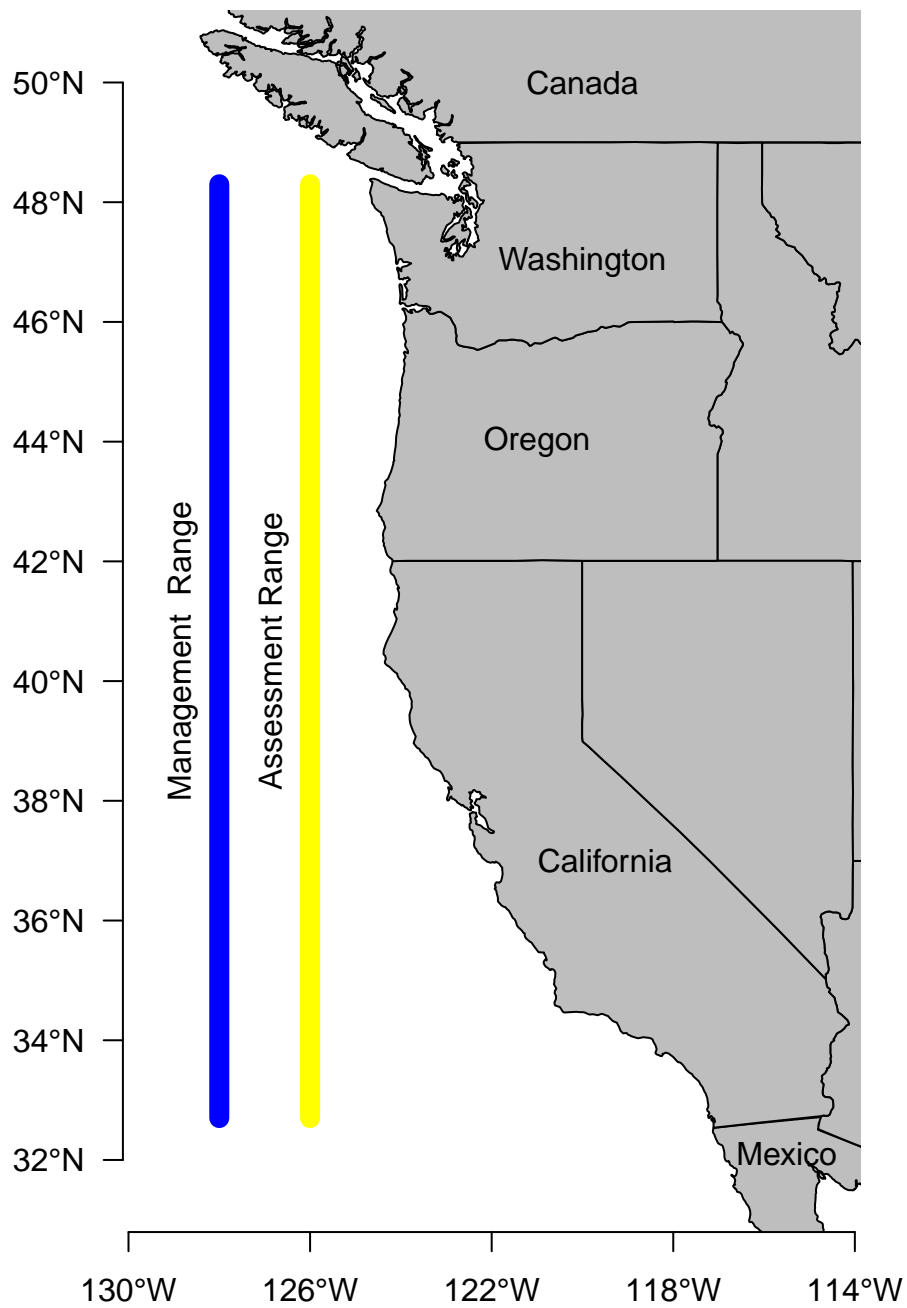 50°N
48°N
46°N
44°N
42°N
40°N
38°N
36°N
34°N
32°N
130°W
126°W
122°W
118°W
114°W
Canada
Washington
Oregon
California
Mexico
Management Range
Assessment Range